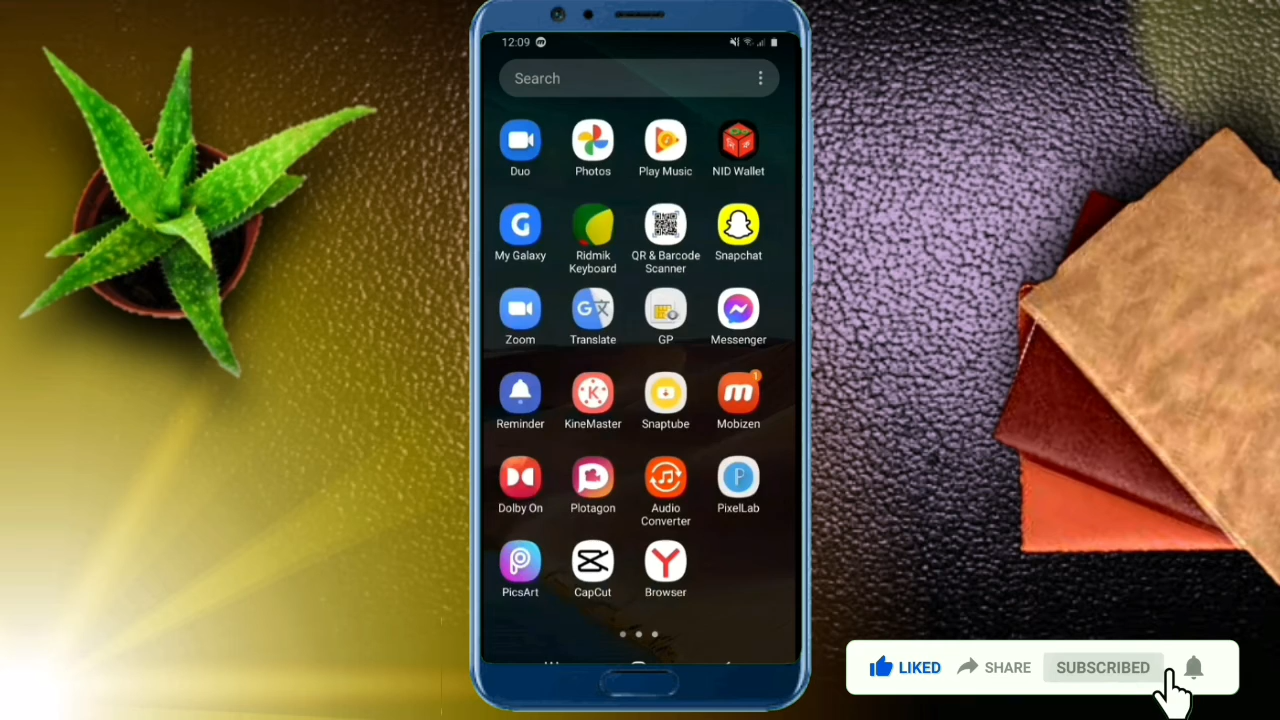 12:09
Search
Duo
Photos
Play Music
NID Wallet
My Galaxy
Ridmik
Keyboard
QR & Barcode
Scanner
Snapchat
Zoom
Translate
GP
Messenger
Reminder
KineMaster
Snaptube
1
Mobizen
Dolby On
Plotagon
Audio
Converter
PixelLab
PicsArt
CapCut
Browser
LIKED SHARE SUBSCRIBED